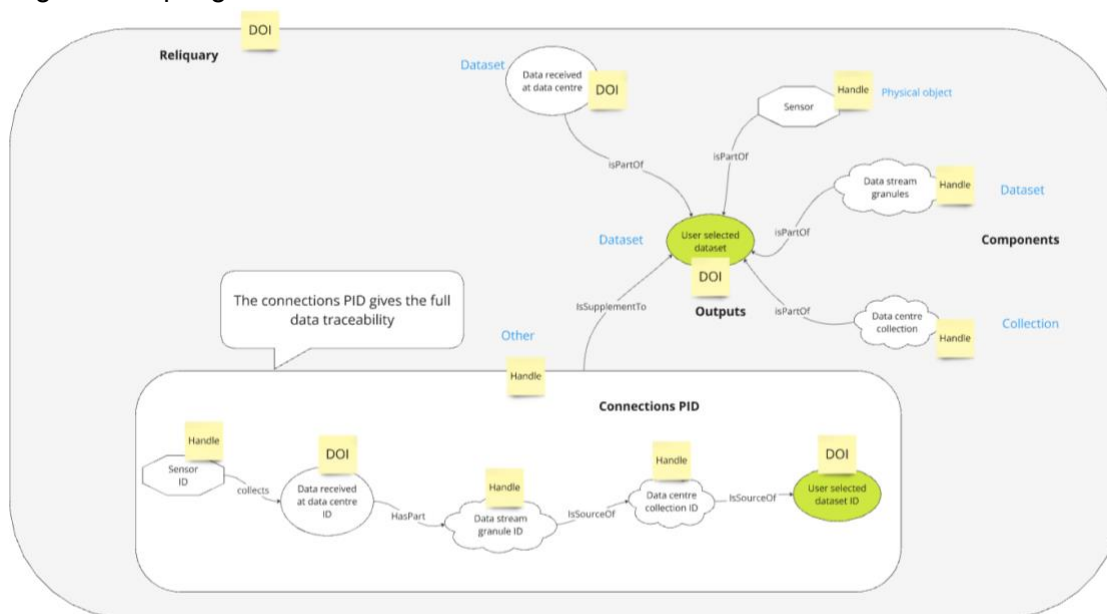 DOI
Reliquary
Dataset
Data received
at data centre
DOI
Handle
Physical object
Sensor
isPartOf
isPartOf
Data stream
granules
Handle
Dataset
isPartOf
Components
Dataset
User selected
dataset
DOI
Outputs
IsSupplementTo
isPartOf
Data centre
collection
Handle
Collection
The connections PID gives the full
data traceability
Other
Handle
Connections PID
Handle
Sensor
ID
collects
DOI
Data received
at data centre
ID
HasPart
Handle
Data stream
granule ID
IsSourceOf
Handle
Data centre
collection ID
IsSourceOf
DOI
User selected
dataset ID